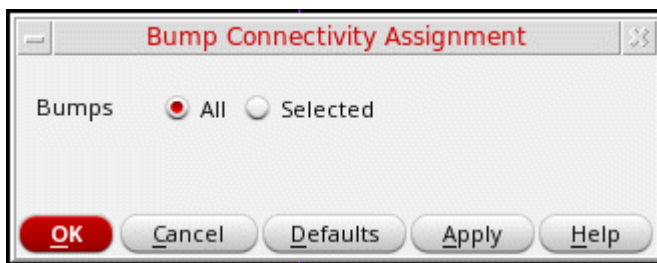 Bump Connectivity Assignment
Bumps All Selected
OK Cancel Defaults Apply Help